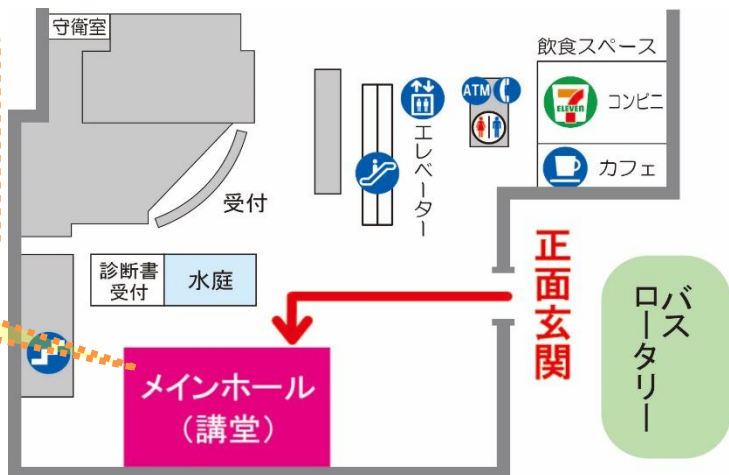 守衛室
飲食スペース
ATM
ELEVEN
コンビニ
カフェ
エレベーター
受付
診断書
受付
水庭
正面玄関
バス
ロータリー
メインホール
（講堂）